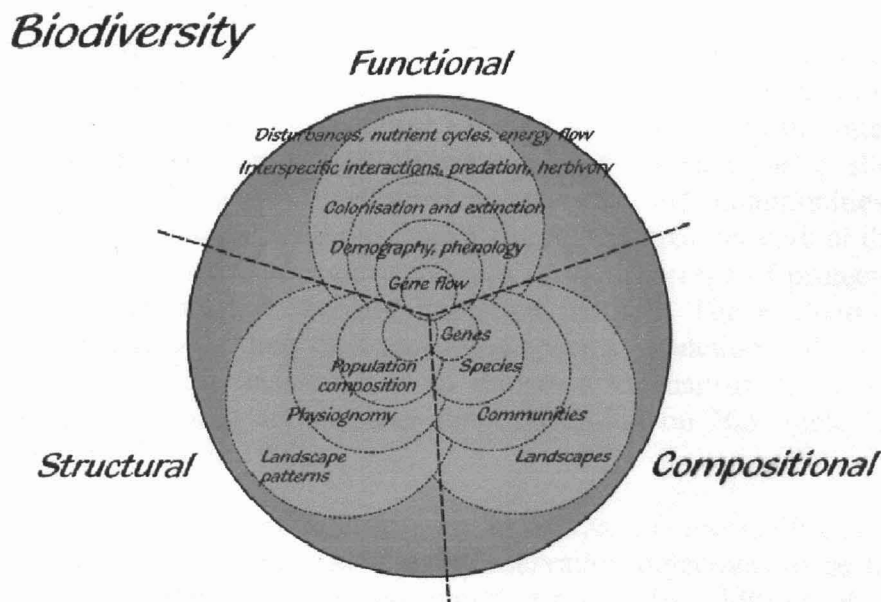 Biodiversity
Functional
Disturbances, nutrient cycles, energy flow
Interspecific interactions, predation, herbivory
Colonisation and extinction
Demography, phenology
Gene flow
Genes
Population
composition
Species
Physiognomy
Communities
Structural
Landscape
patterns
Landscapes
Compositional